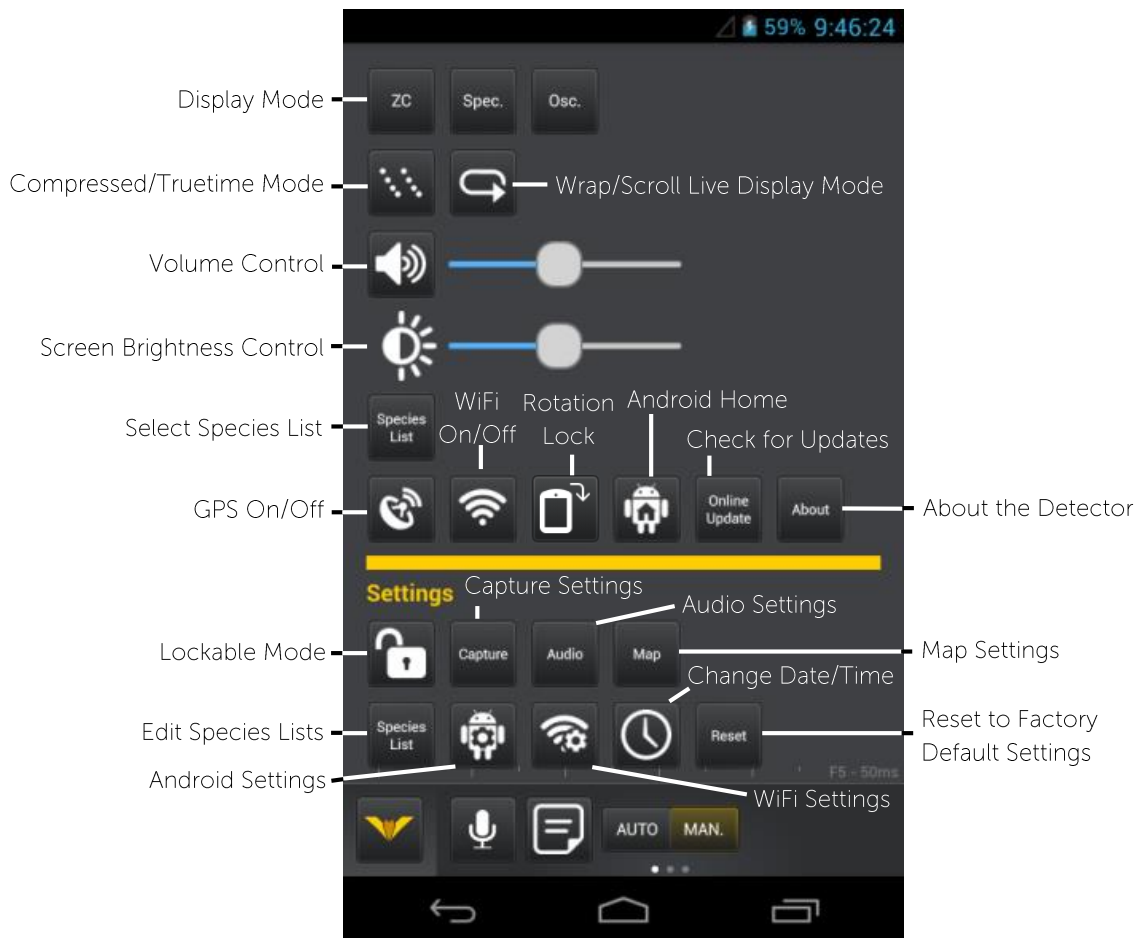 59% 9:46:24
Display Mode
ZC
Spec.
Osc.
Compressed/Truetime Mode
Wrap/Scroll Live Display Mode
Volume Control
Screen Brightness Control
Select Species List
Species
List
WiFi
On/Off
Rotation
Lock
Android Home
Check for Updates
GPS On/Off
Online
Update
About
About the Detector
Settings
Capture Settings
Audio Settings
Lockable Mode
Capture
Audio
Map
Map Settings
Change Date/Time
Edit Species Lists
Species
List
Reset
Reset to Factory
Default Settings
Android Settings
F5 - 50ms
WiFi Settings
AUTO
MAN.